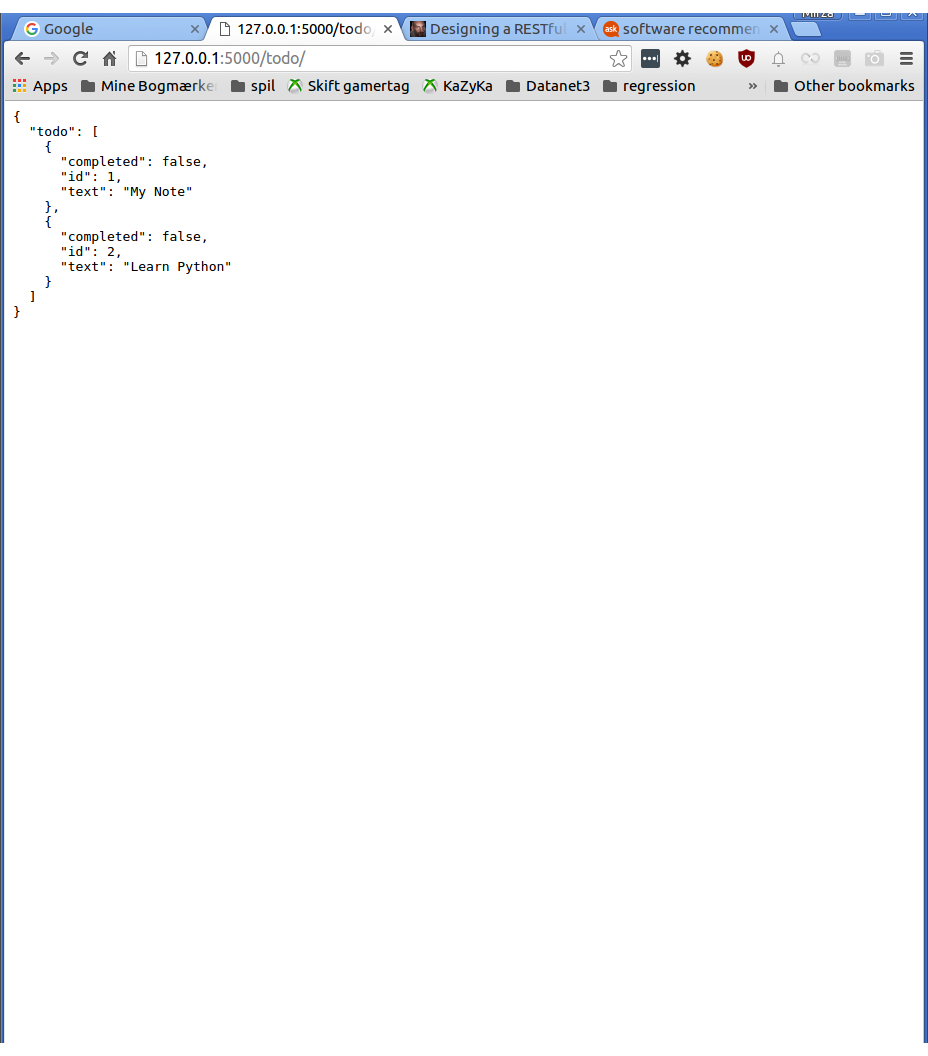 Mirza
Google
127.0.0.1:5000/todo/
Designing a RESTful
software recommen
127.0.0.1:5000/todo/
Apps Mine Bogmærke spil Skift gamertag KaZyKa Datanet3 regression » Other bookmarks
{
  "todo": [
    {
      "completed": false,
      "id": 1,
      "text": "My Note"
    },
    {
      "completed": false,
      "id": 2,
      "text": "Learn Python"
    }
  ]
}